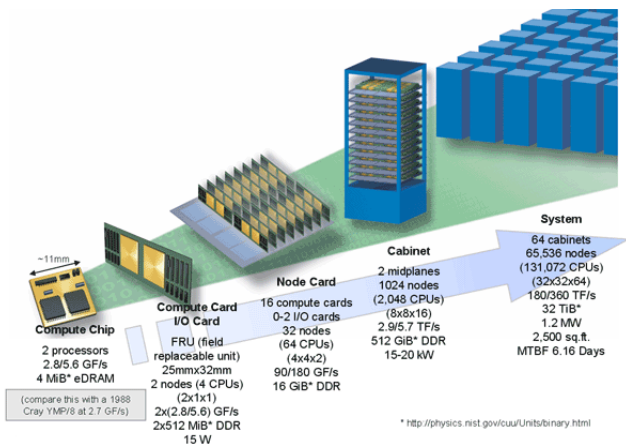 ~11mm
Compute Chip
2 processors
2.8/5.6 GF/s
4 MiB* eDRAM
(compare this with a 1988
Cray YMP/8 at 2.7 GF/s)
Compute Card
I/O Card
FRU (field
replaceable unit)
25mmx32mm
2 nodes (4 CPUs)
(2x1x1)
2x(2.8/5.6) GF/s
2x512 MiB* DDR
15 W
Node Card
16 compute cards
0-2 I/O cards
32 nodes
(64 CPUs)
(4x4x2)
90/180 GF/s
16 GiB* DDR
Cabinet
2 midplanes
1024 nodes
(2,048 CPUs)
(8x8x16)
2.9/5.7 TF/s
512 GiB* DDR
15-20 kW
System
64 cabinets
65,536 nodes
(131,072 CPUs)
(32x32x64)
180/360 TF/s
32 TiB*
1.2 MW
2,500 sq.ft.
MTBF 6.16 Days
* http://physics.nist.gov/cuu/Units/binary.html